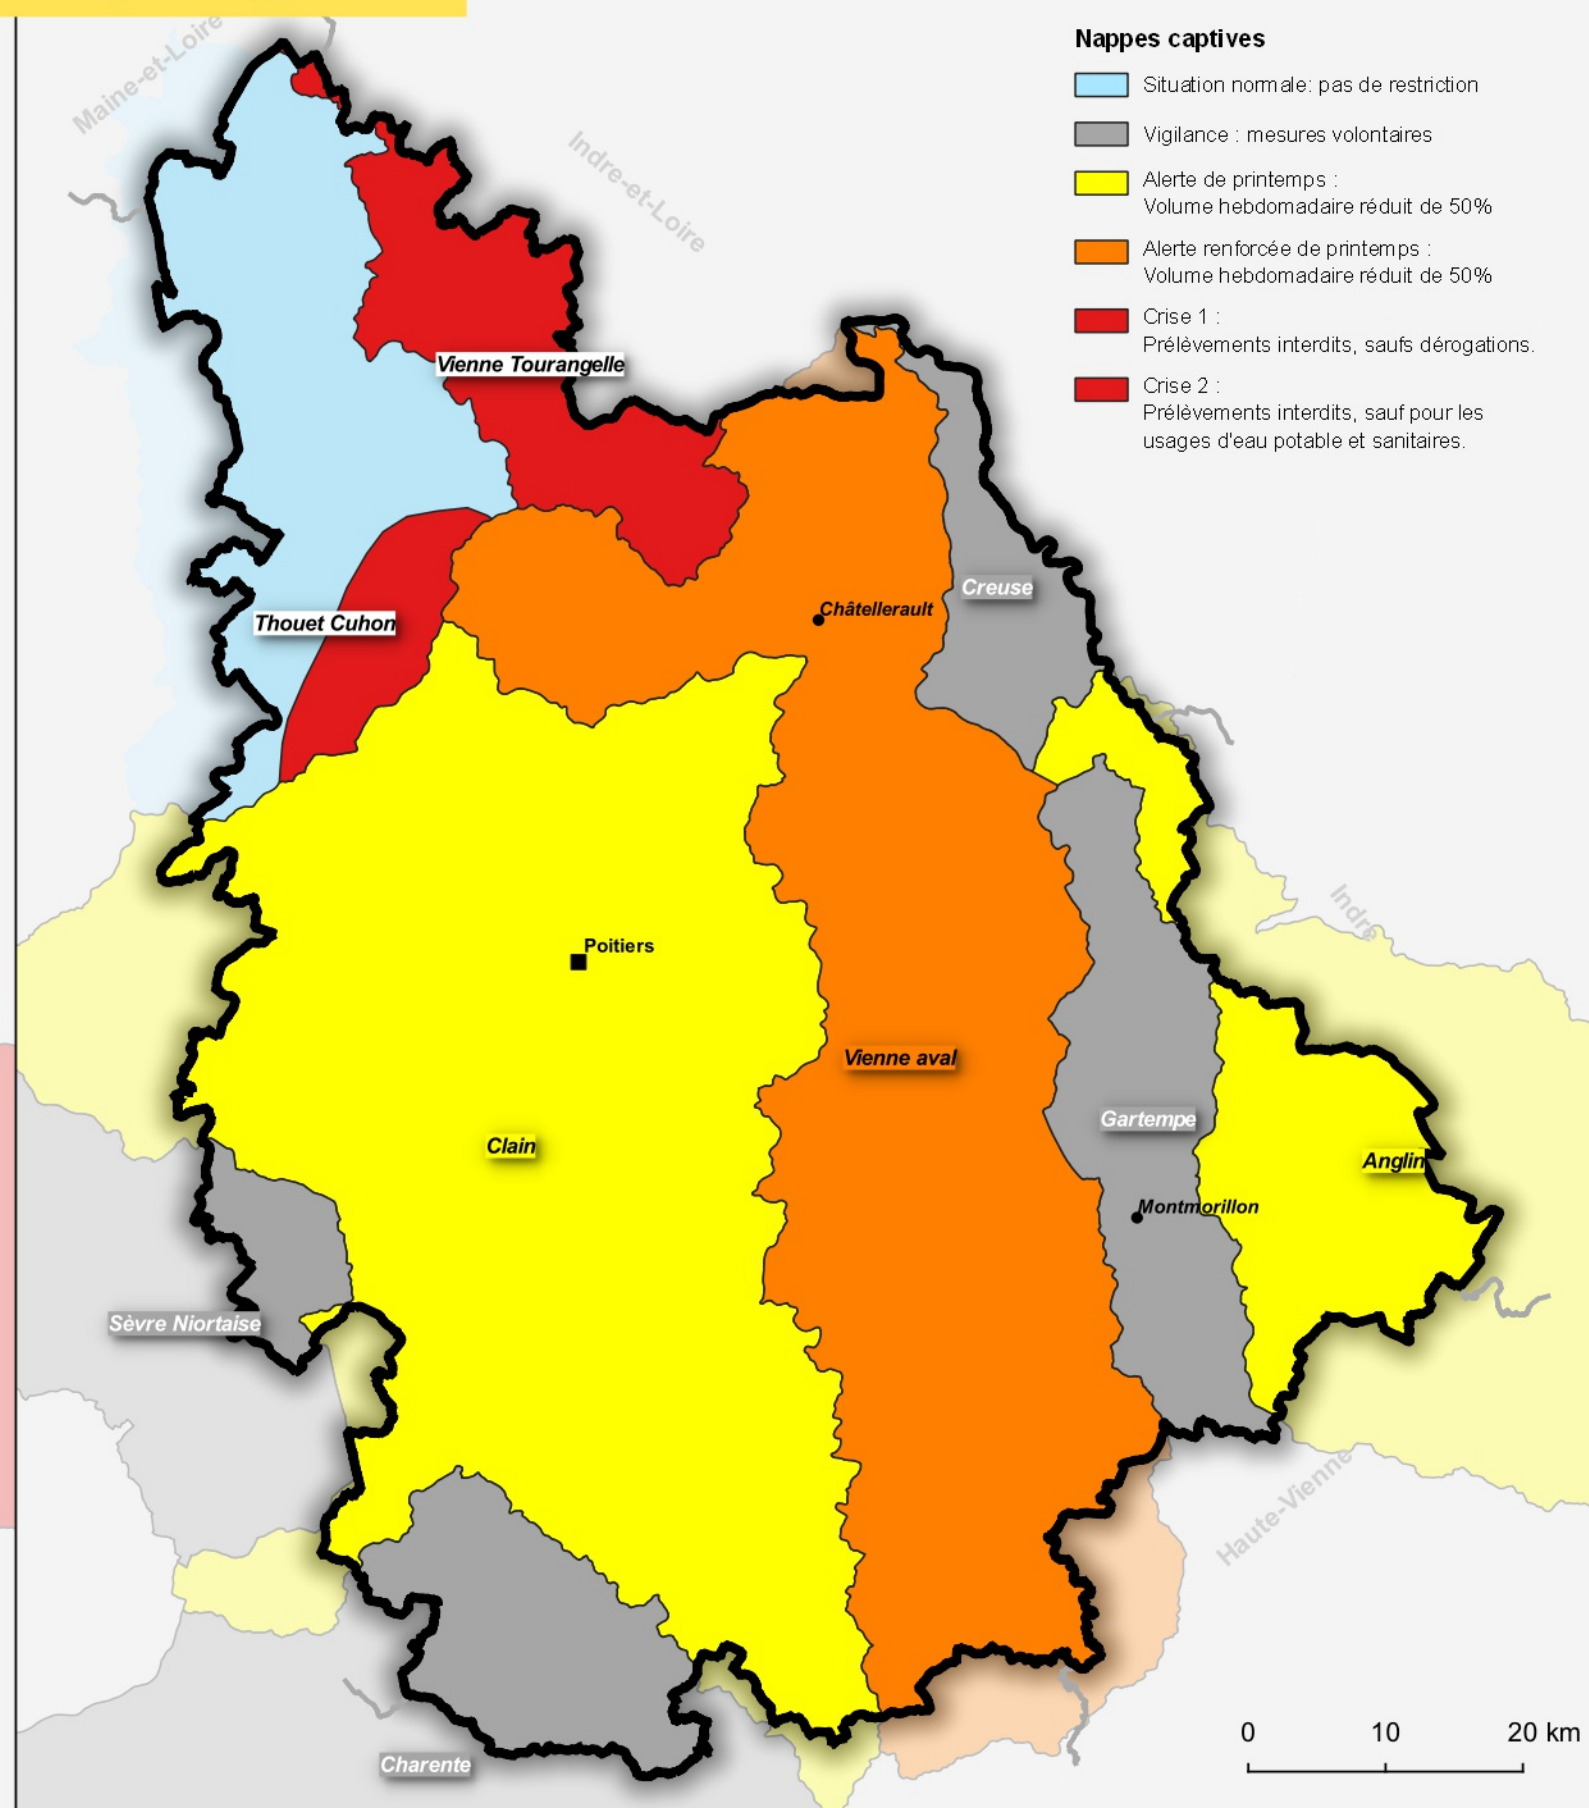 Nappes captives
Situation normale: pas de restriction
Vigilance : mesures volontaires
Alerte de printemps :
Volume hebdomadaire réduit de 50%
Alerte renforcée de printemps :
Volume hebdomadaire réduit de 50%
Crise 1 :
Prélèvements interdits, saufs dérogations.
Crise 2 :
Prélèvements interdits, sauf pour les
usages d'eau potable et sanitaires.
Maine-et-Loire
Indre-et-Loire
Vienne Tourangelle
Thouet Cuhon
Châtellerault
Creuse
Indre
Poitiers
Vienne aval
Gartempe
Clain
Anglin
Montmorillon
Sèvre Niortaise
Haute-Vienne
Charente
0 10 20 km